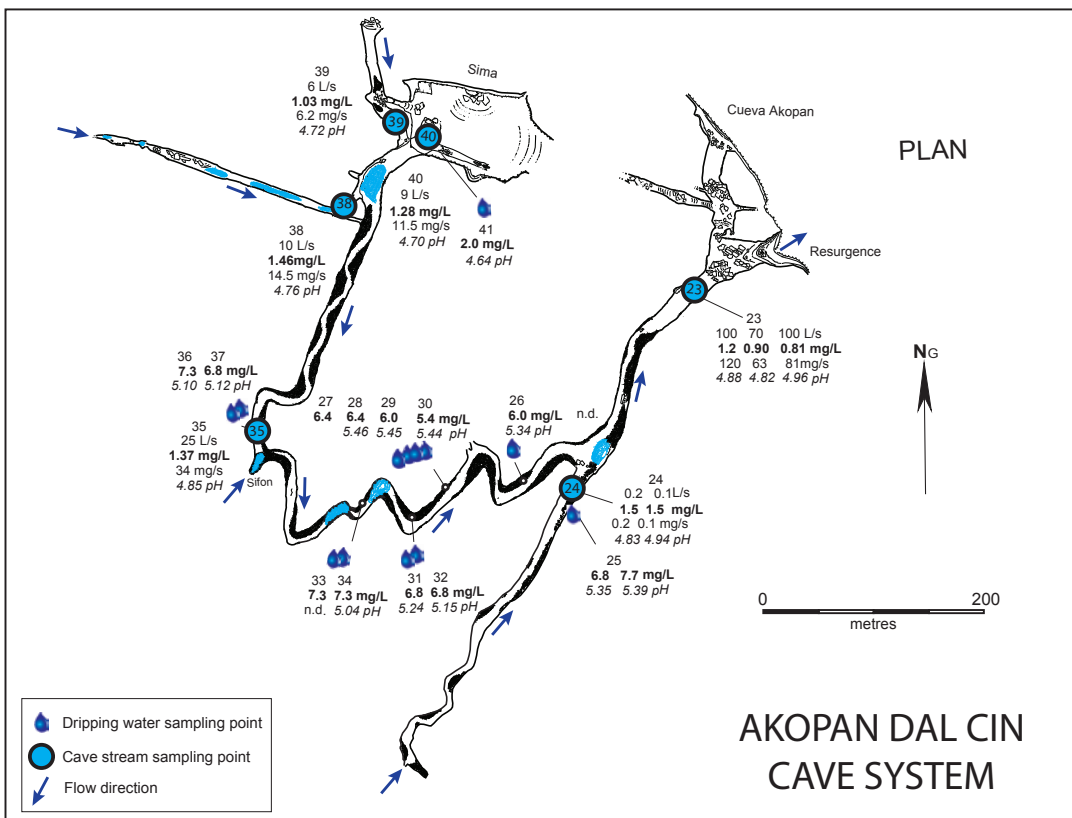 39
6 L/s
1.03 mg/L
6.2 mg/s
4.72 pH
Sima
Cueva Akopan
PLAN
39
40
38
40
9 L/s
1.28 mg/L
11.5 mg/s
4.70 pH
41
2.0 mg/L
4.64 pH
38
10 L/s
1.46mg/L
14.5 mg/s
4.76 pH
Resurgence
23
23
100 70 100 L/s
1.2 0.90 0.81 mg/L
120 63 81mg/s
4.88 4.82 4.96 pH
NG
36 37
7.3 6.8 mg/L
5.10 5.12 pH
35
35
25 L/s
1.37 mg/L
34 mg/s
4.85 pH
Sifon
27 28 29 30
6.4 6.4 6.0 5.4 mg/L
5.46 5.45 5.44 pH
26
6.0 mg/L
5.34 pH
n.d.
24
24
0.2 0.1L/s
1.5 1.5 mg/L
0.2 0.1 mg/s
4.83 4.94 pH
25
6.8 7.7 mg/L
5.35 5.39 pH
33 34
7.3 7.3 mg/L
n.d. 5.04 pH
31 32
6.8 6.8 mg/L
5.24 5.15 pH
0 200
metres
Dripping water sampling point
Cave stream sampling point
Flow direction
AKOPAN DAL CIN
CAVE SYSTEM